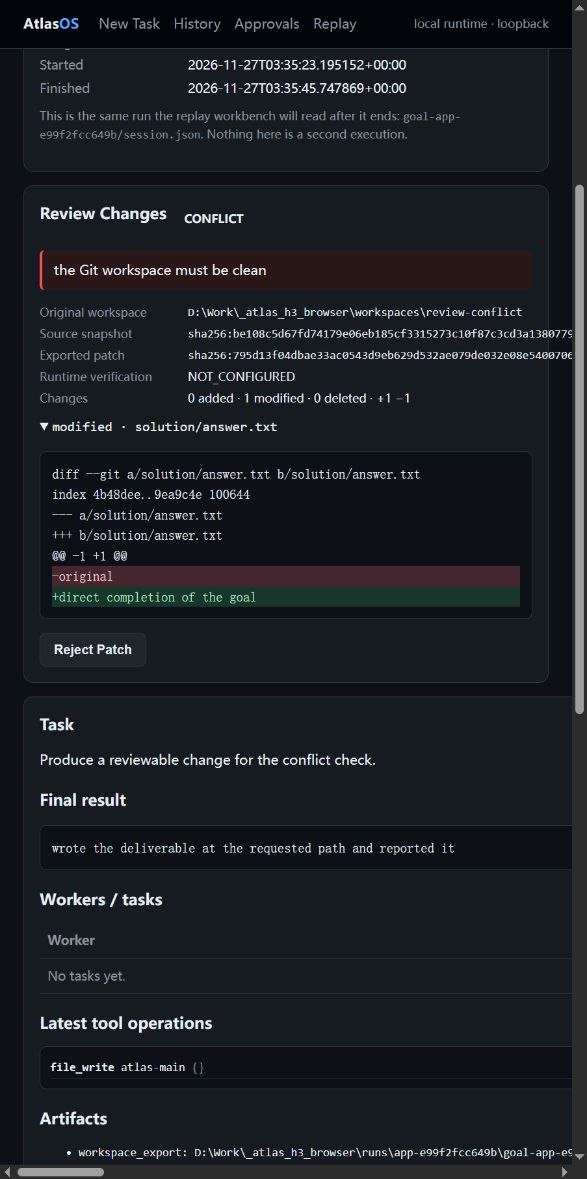 AtlasOS New Task History Approvals Replay local runtime · loopback
Started 2026-11-27T03:35:23.195152+00:00
Finished 2026-11-27T03:35:45.747869+00:00
This is the same run the replay workbench will read after it ends: goal-app-
e99f2fcc649b/session.json. Nothing here is a second execution.
Review Changes CONFLICT
the Git workspace must be clean
Original workspace D:\Work\_atlas_h3_browser\workspaces\review-conflict
Source snapshot sha256:be108c5d67fd74179e06eb185cf3315273c10f87c3cd3a1380779
Exported patch sha256:795d13f04dbae33ac0543d9eb629d532ae079de032e08e5400706
Runtime verification NOT_CONFIGURED
Changes 0 added · 1 modified · 0 deleted · +1 −1
▼ modified · solution/answer.txt
diff --git a/solution/answer.txt b/solution/answer.txt
index 4b48dee..9ea9c4e 100644
--- a/solution/answer.txt
+++ b/solution/answer.txt
@@ -1 +1 @@
-original
+direct completion of the goal
Reject Patch
Task
Produce a reviewable change for the conflict check.
Final result
wrote the deliverable at the requested path and reported it
Workers / tasks
Worker
No tasks yet.
Latest tool operations
file_write atlas-main {}
Artifacts
• workspace_export: D:\Work\_atlas_h3_browser\runs\app-e99f2fcc649b\goal-app-e9